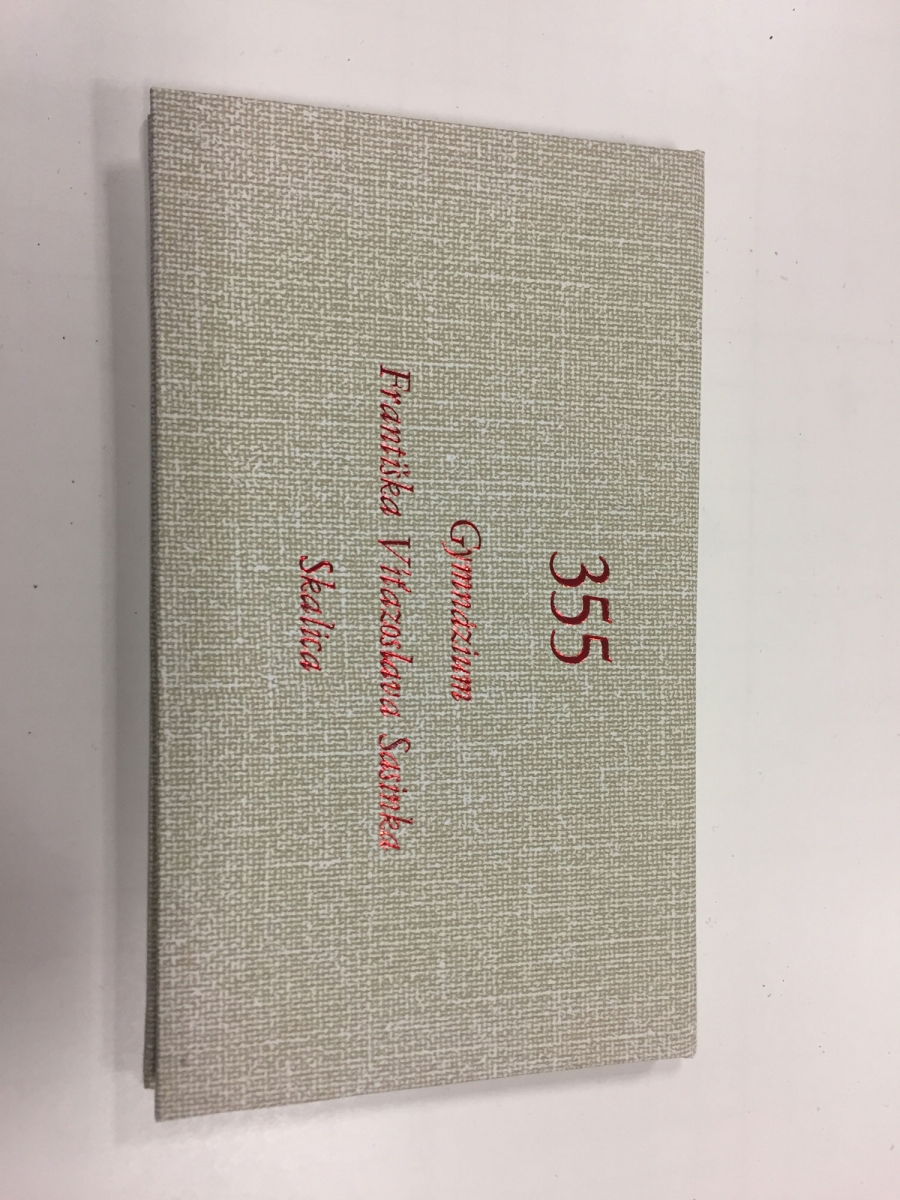 355
Gymnázium
Františka Víťazoslava Sasinka
Skalica